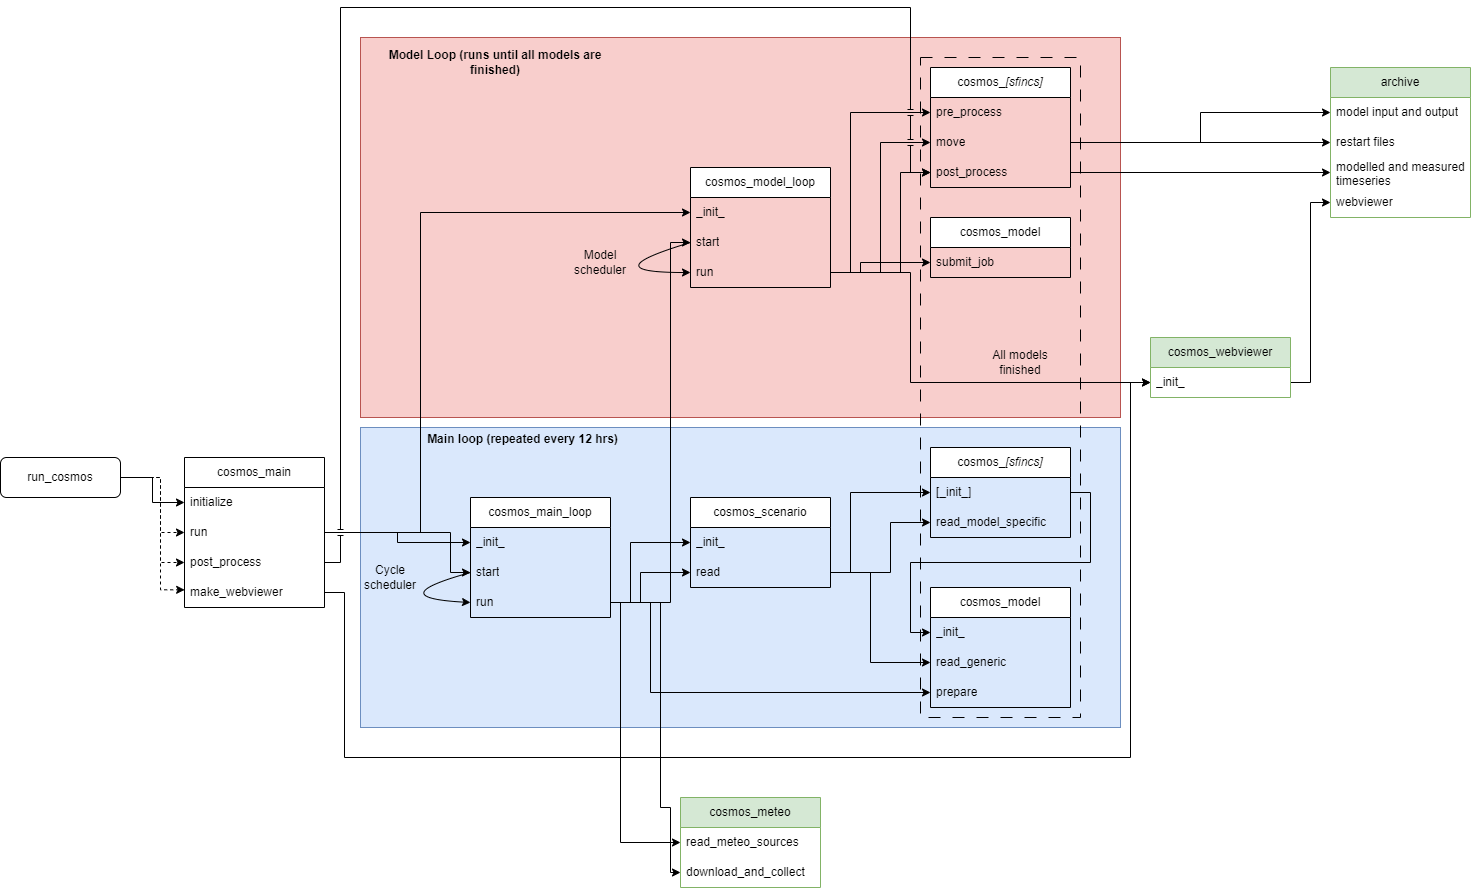 Model Loop (runs until all models are
finished)
cosmos_[sfincs]
pre_process
move
post_process
archive
model input and output
restart files
modelled and measured
timeseries
webviewer
cosmos_model_loop
_init_
start
run
Model
scheduler
cosmos_model
submit_job
All models
finished
cosmos_webviewer
_init_
Main loop (repeated every 12 hrs)
run_cosmos
cosmos_main
initialize
run
post_process
make_webviewer
Cycle
scheduler
cosmos_main_loop
_init_
start
run
cosmos_scenario
_init_
read
cosmos_[sfincs]
[_init_]
read_model_specific
cosmos_model
_init_
read_generic
prepare
cosmos_meteo
read_meteo_sources
download_and_collect